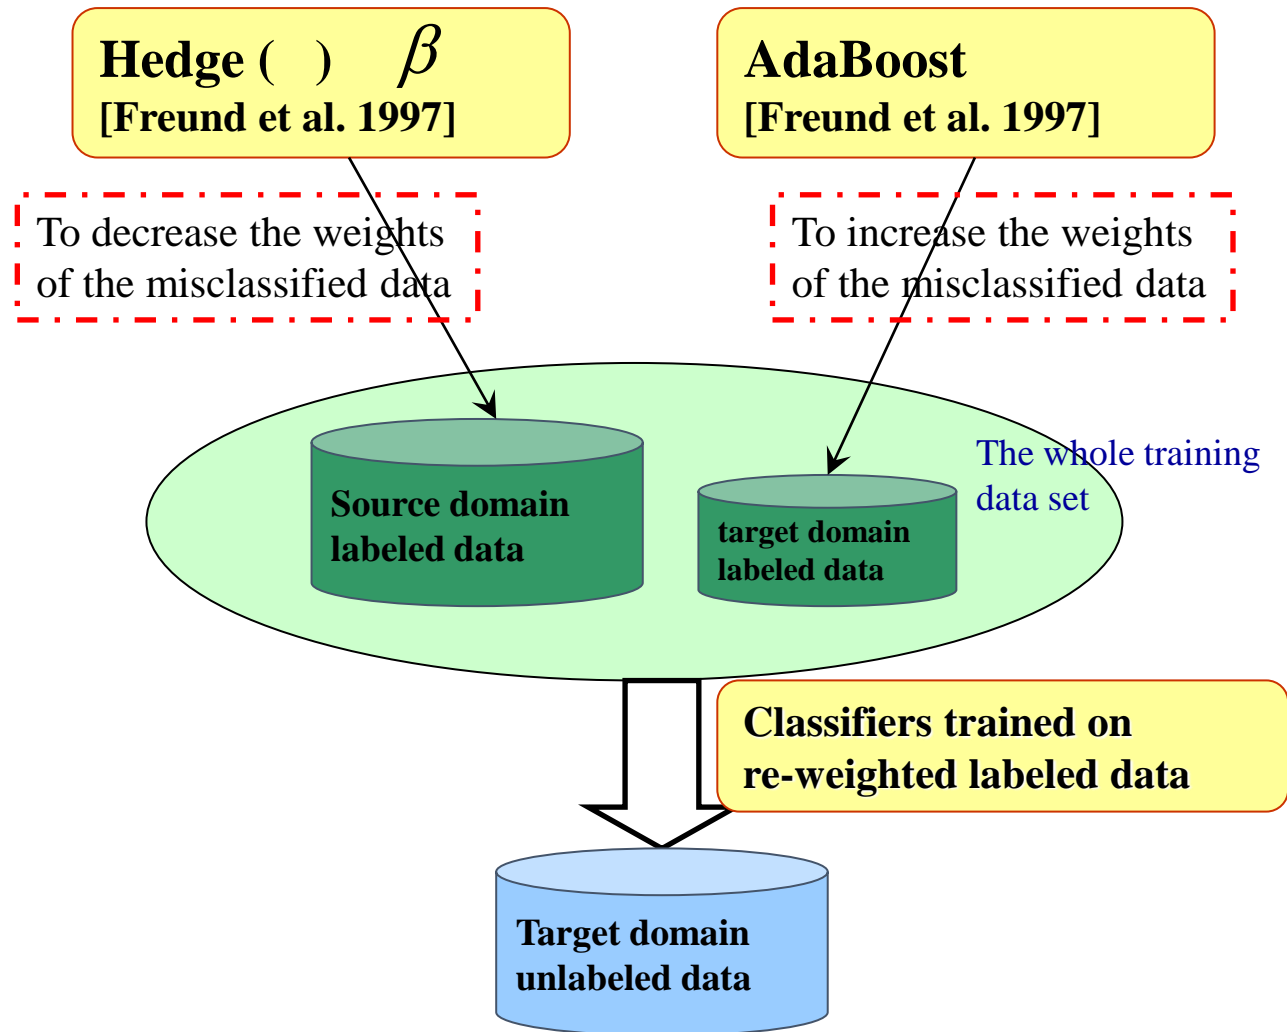 Hedge ( ) β
[Freund et al. 1997]
AdaBoost
[Freund et al. 1997]
To decrease the weights
of the misclassified data
To increase the weights
of the misclassified data
The whole training
data set
Source domain
labeled data
target domain
labeled data
Classifiers trained on
re-weighted labeled data
Target domain
unlabeled data